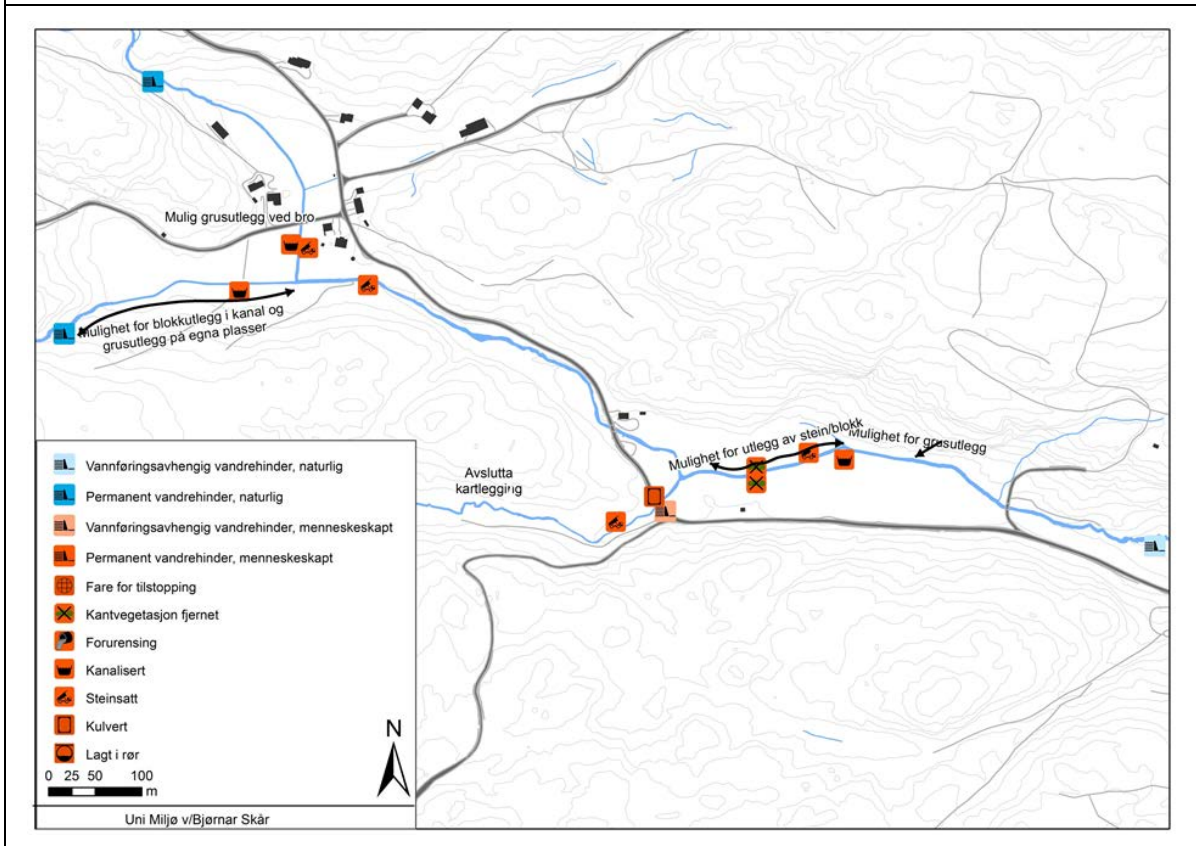 Mulig grusutlegg ved bro
Mulighet for blokkutlegg i kanal og
grusutlegg på egna plasser
Mulighet for utlegg av stein/blokk
Mulighet for grusutlegg
Avslutta
kartlegging
Vannføringsavhengig vandrehinder, naturlig
Permanent vandrehinder, naturlig
Vannføringsavhengig vandrehinder, menneskeskapt
Permanent vandrehinder, menneskeskapt
Fare for tilstopping
Kantvegetasjon fjernet
Forurensing
Kanalisert
Steinsatt
Kulvert
Lagt i rør
N
0 25 50 100
m
Uni Miljø v/Bjørnar Skår